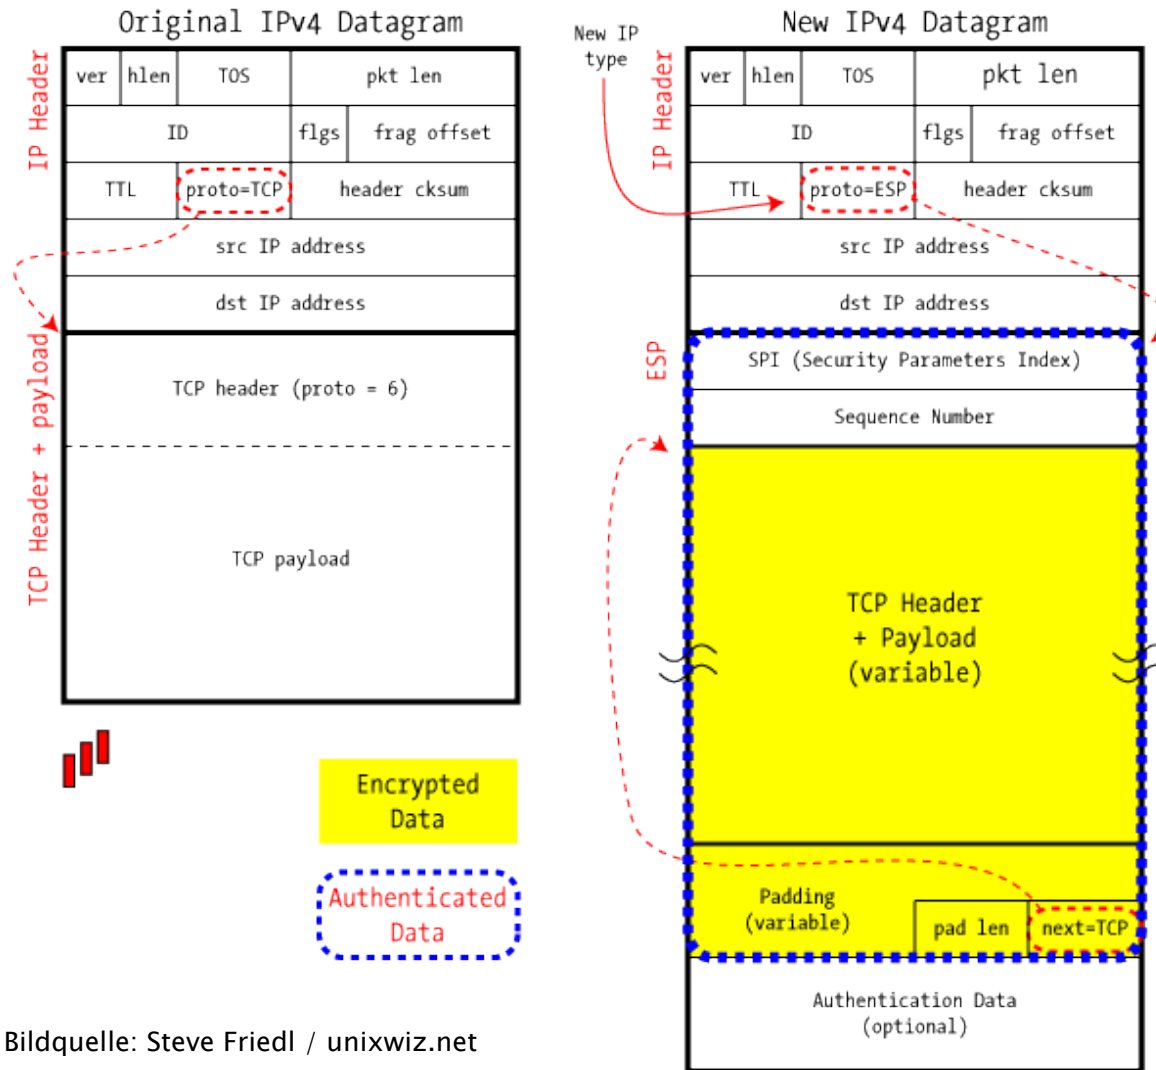 Original IPv4 Datagram
IP Header
ver hlen TOS pkt len
ID flgs frag offset
TTL proto=TCP header cksum
src IP address
dst IP address
TCP Header + payload
TCP header (proto = 6)
TCP payload
Encrypted
Data
Authenticated
Data
Bildquelle: Steve Friedl / unixwiz.net
New IP
type
New IPv4 Datagram
IP Header
ver hlen TOS pkt len
ID flgs frag offset
TTL proto=ESP header cksum
src IP address
dst IP address
ESP
SPI (Security Parameters Index)
Sequence Number
TCP Header
+ Payload
(variable)
Padding
(variable)
pad len next=TCP
Authentication Data
(optional)